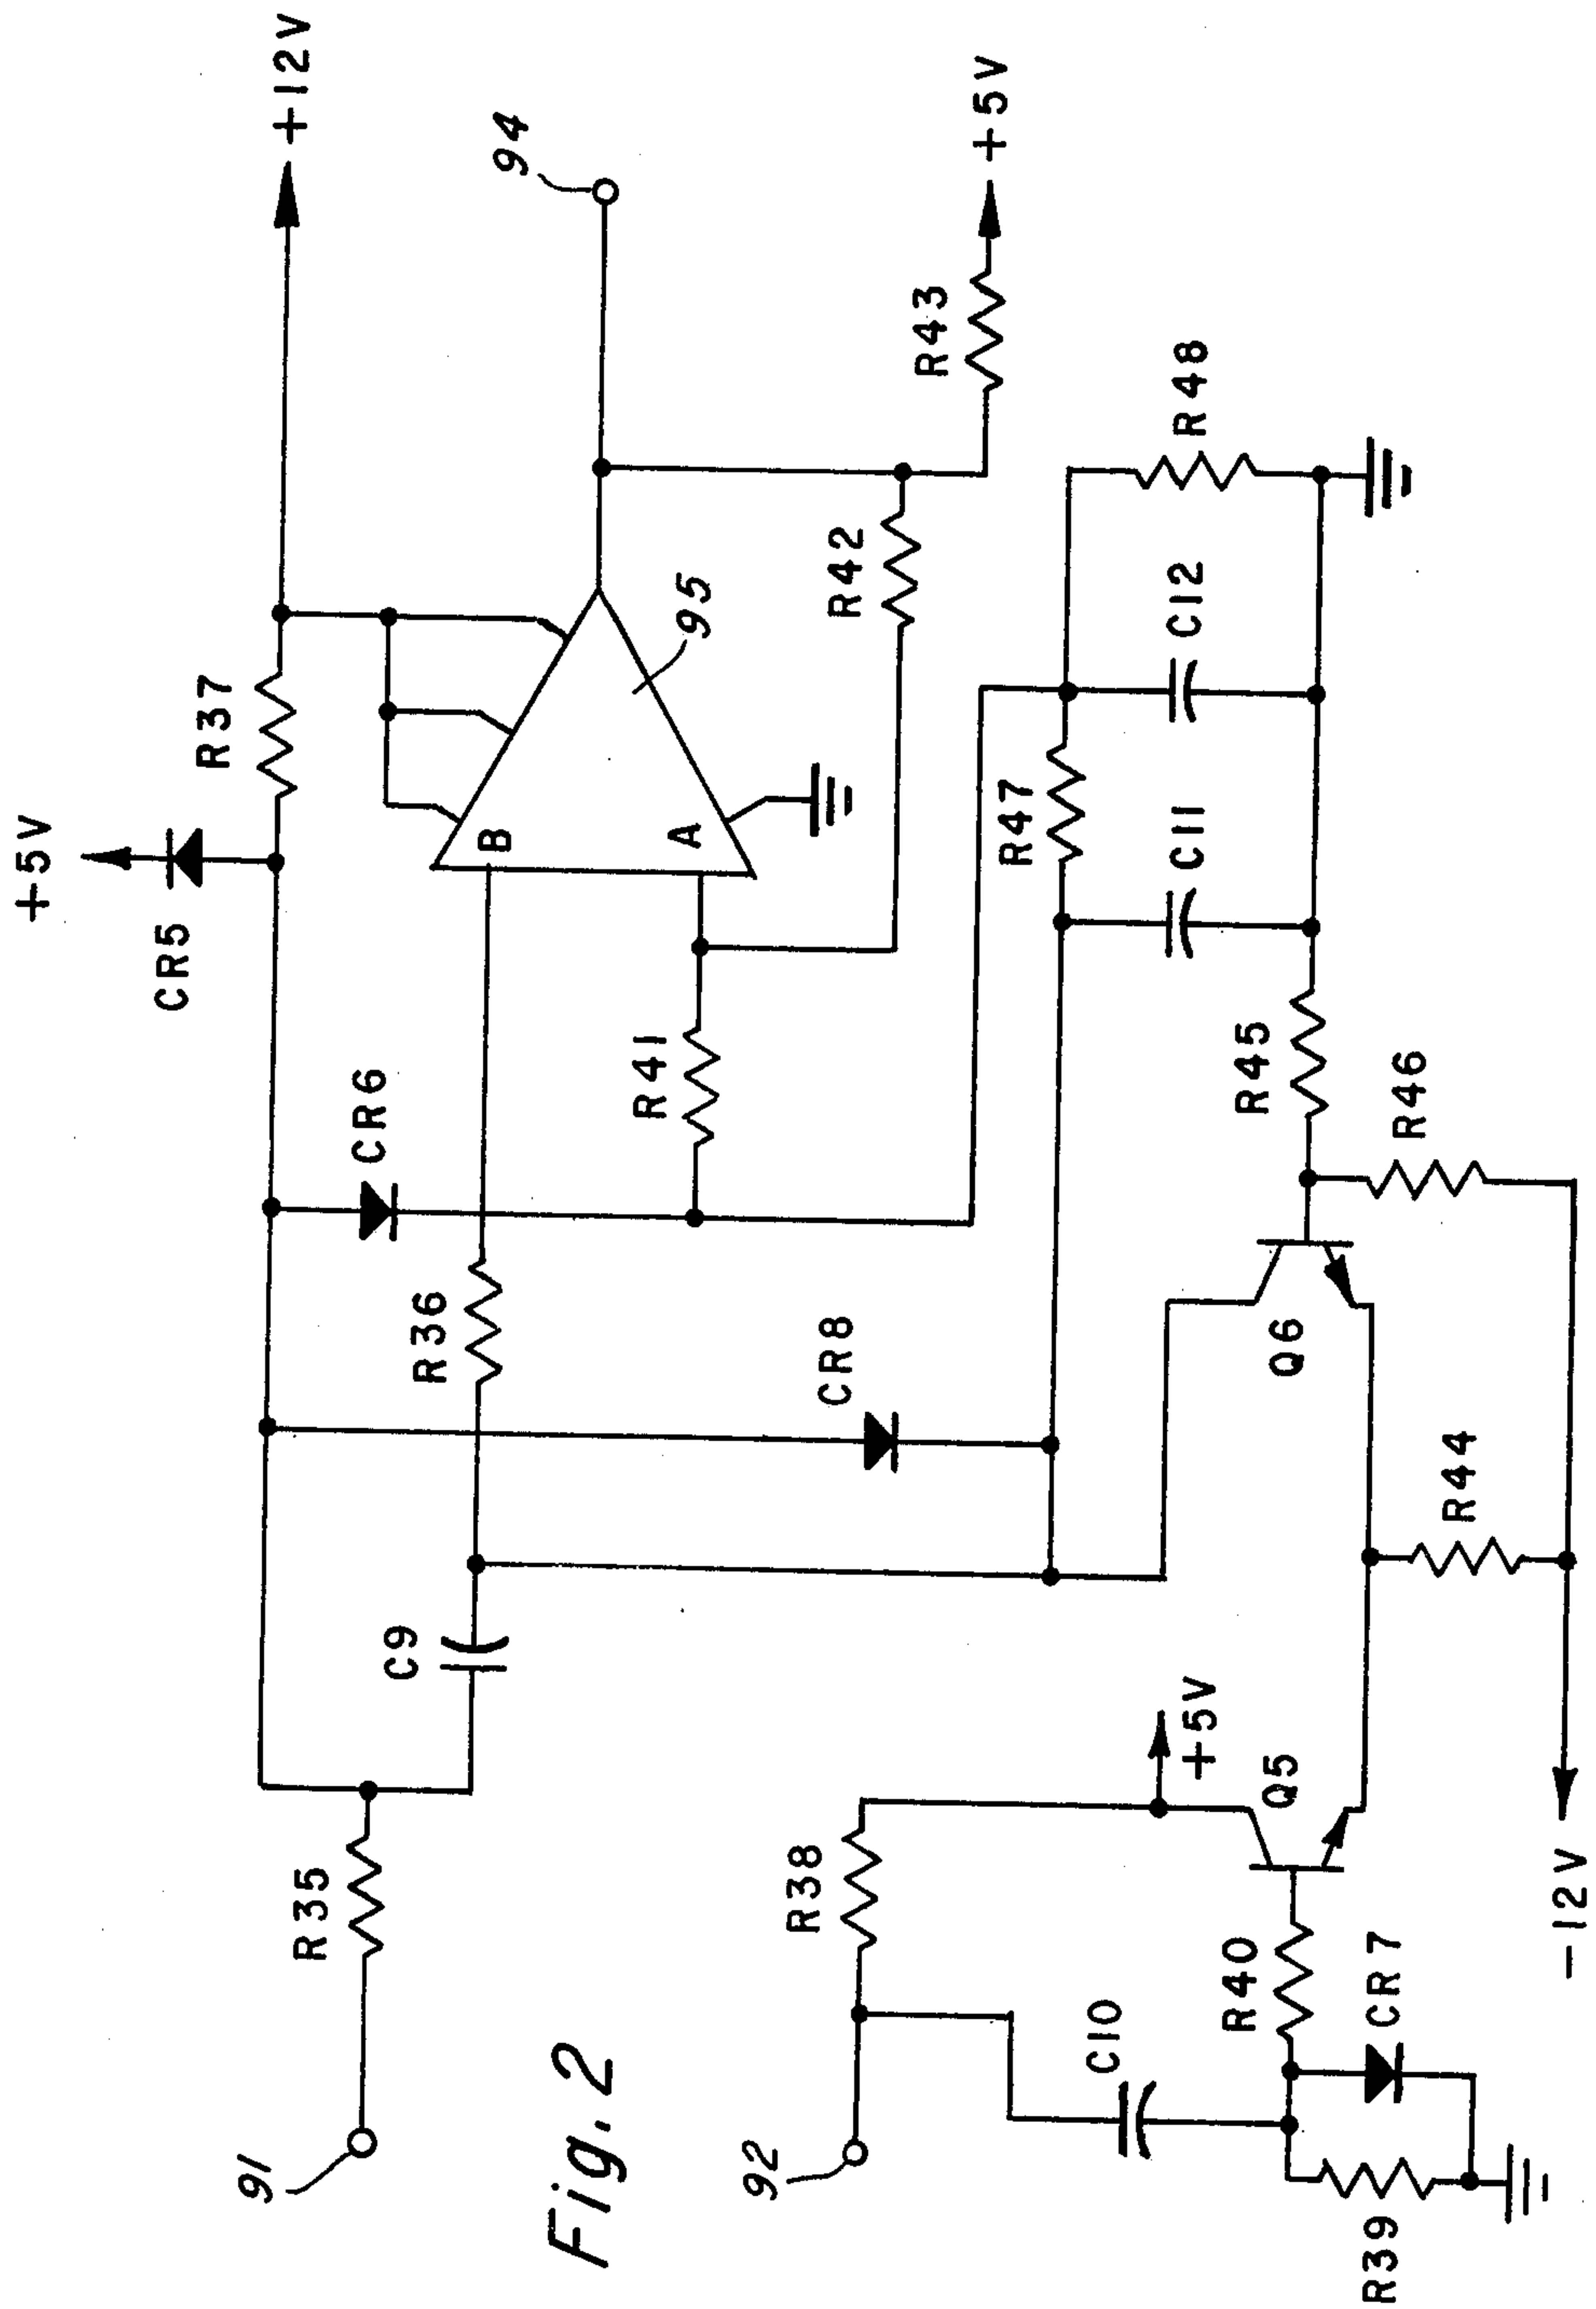 +5V
CR5
R37
+12V
94
CR6
B
A
95
R41
R42
R43
+5V
R36
CR8
C9
R35
91
Fig. 2
92
R38
+5V
C10
R40
Q5
CR7
R39
-12V
R44
Q6
R46
R45
R47
C11
C12
R48